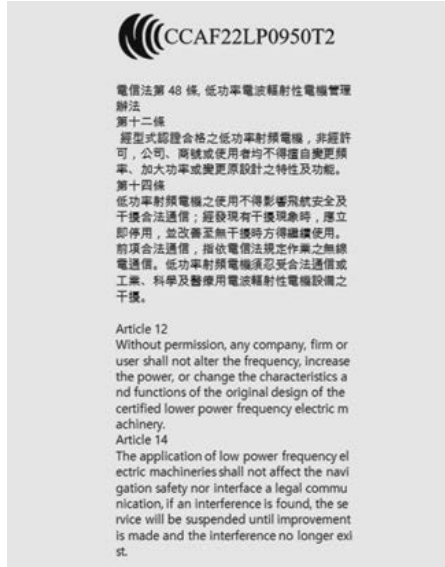 CCAF22LP0950T2
電信法第 48 條, 低功率電波輻射性電機管理
辦法
第十二條
經型式認證合格之低功率射頻電機，非經許
可，公司、商號或使用者均不得擅自變更頻
率、加大功率或變更原設計之特性及功能。
第十四條
低功率射頻電機之使用不得影響飛航安全及
干擾合法通信；經發現有干擾現象時，應立
即停用，並改善至無干擾時方得繼續使用。
前項合法通信，指依電信法規定作業之無線
電通信。低功率射頻電機須忍受合法通信或
工業、科學及醫療用電波輻射性電機設備之
干擾。
Article 12
Without permission, any company, firm or
user shall not alter the frequency, increase
the power, or change the characteristics a
nd functions of the original design of the
certified lower power frequency electric m
achinery.
Article 14
The application of low power frequency el
ectric machineries shall not affect the navi
gation safety nor interface a legal commu
nication, if an interference is found, the se
rvice will be suspended until improvement
is made and the interference no longer exi
st.